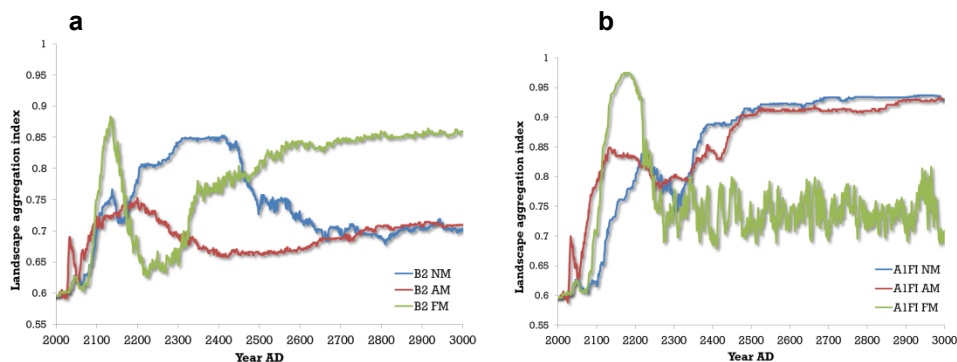 a
Landscape aggregation index
1
0.95
0.9
0.85
0.8
0.75
0.7
0.65
0.6
0.55
2000 2100 2200 2300 2400 2500 2600 2700 2800 2900 3000
Year AD
B2 NM
B2 AM
B2 FM
b
Landscape aggregation index
1
0.95
0.9
0.85
0.8
0.75
0.7
0.65
0.6
0.55
2000 2100 2200 2300 2400 2500 2600 2700 2800 2900 3000
Year AD
A1FI NM
A1FI AM
A1FI FM